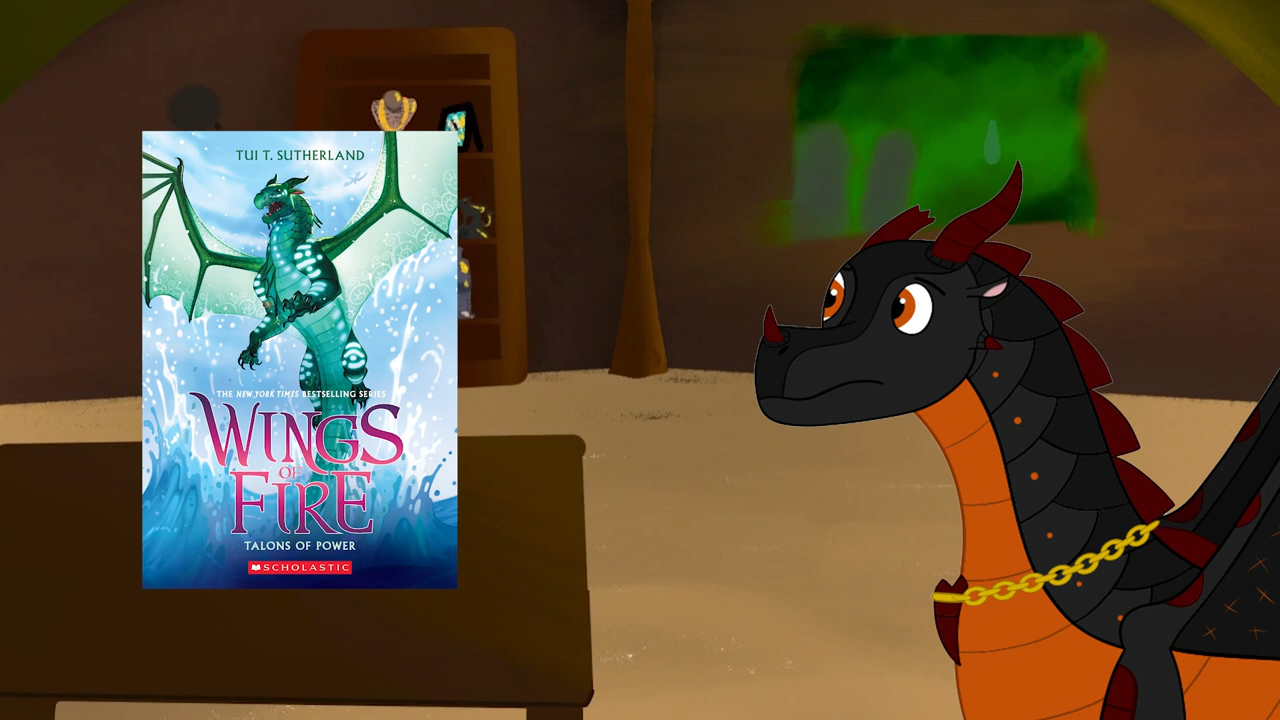 TUI T. SUTHERLAND
THE NEW YORK TIMES BESTSELLING SERIES
WINGS
OF
FIRE
TALONS OF POWER
SCHOLASTIC